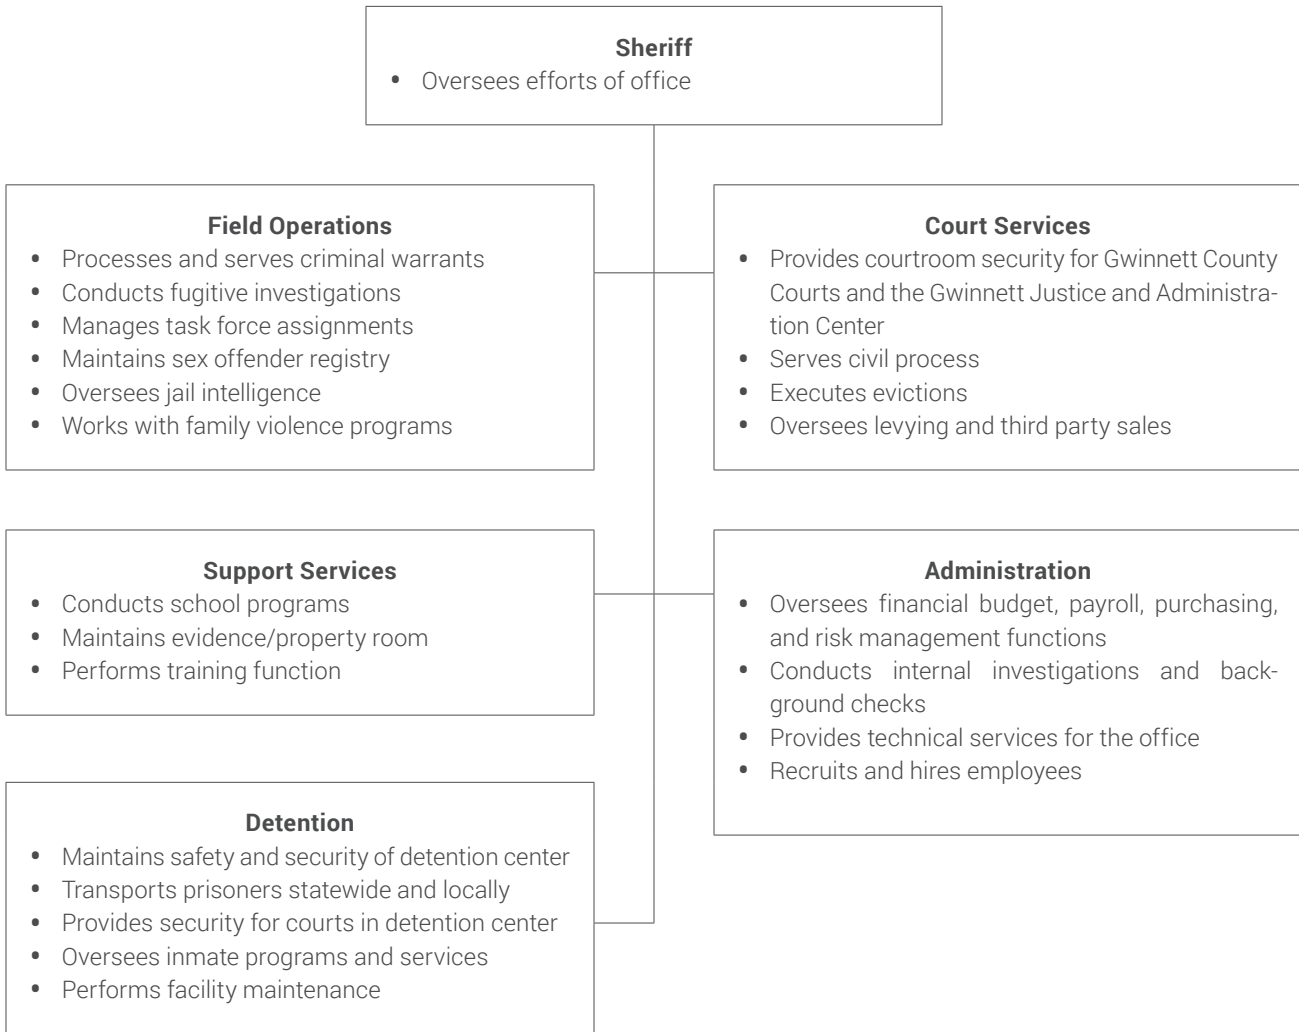 Sheriff
• Oversees efforts of office
Field Operations
• Processes and serves criminal warrants
• Conducts fugitive investigations
• Manages task force assignments
• Maintains sex offender registry
• Oversees jail intelligence
• Works with family violence programs
Court Services
• Provides courtroom security for Gwinnett County
Courts and the Gwinnett Justice and Administra-
tion Center
• Serves civil process
• Executes evictions
• Oversees levying and third party sales
Support Services
• Conducts school programs
• Maintains evidence/property room
• Performs training function
Administration
• Oversees financial budget, payroll, purchasing,
and risk management functions
• Conducts internal investigations and back-
ground checks
• Provides technical services for the office
• Recruits and hires employees
Detention
• Maintains safety and security of detention center
• Transports prisoners statewide and locally
• Provides security for courts in detention center
• Oversees inmate programs and services
• Performs facility maintenance